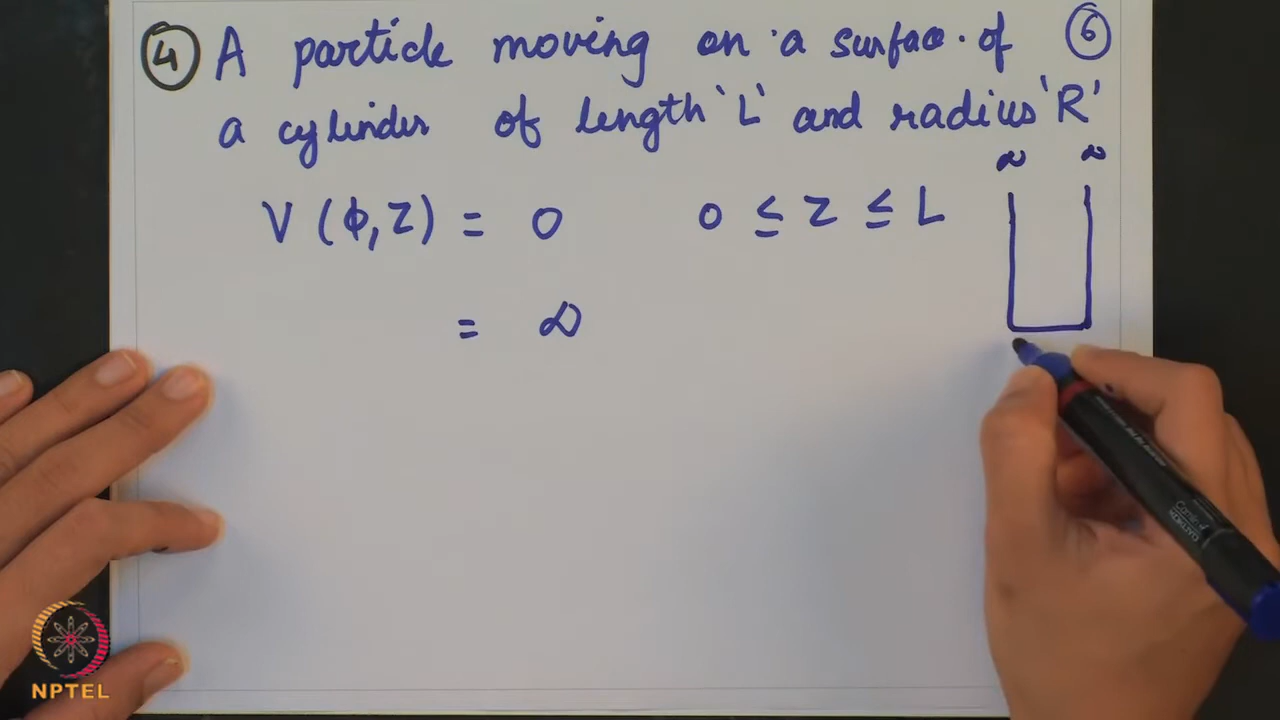 ④ A particle moving on a surface of ⑥
a cylinder of length 'L' and radius 'R'
V (ϕ, Z) = 0 0 ≤ Z ≤ L
= ∞
∞ ∞
NPTEL